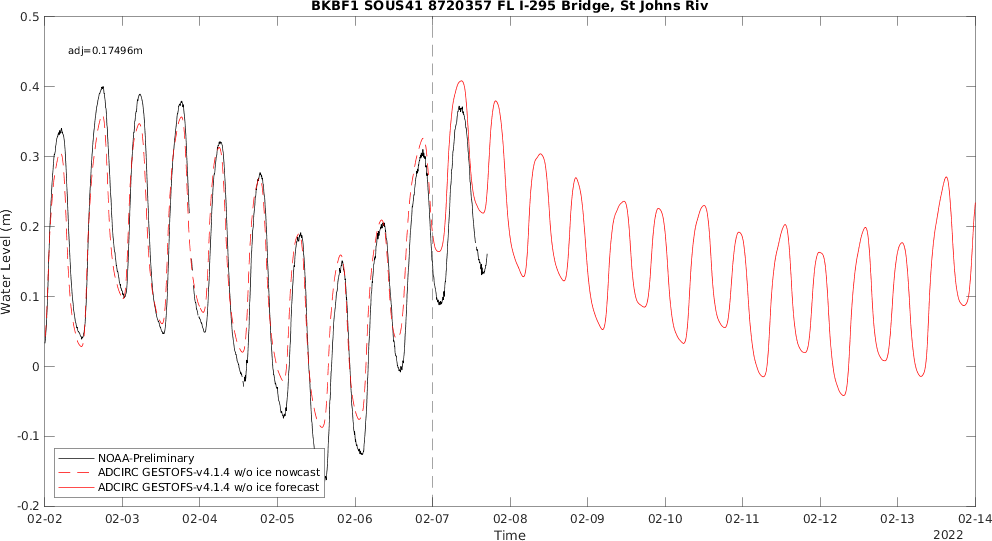 BKBF1 SOUS41 8720357 FL I-295 Bridge, St Johns Riv
adj=0.17496m
0.5
0.4
0.3
0.2
0.1
0
-0.1
-0.2
Water Level (m)
NOAA-Preliminary
ADCIRC GESTOFS-v4.1.4 w/o ice nowcast
ADCIRC GESTOFS-v4.1.4 w/o ice forecast
02-02 02-03 02-04 02-05 02-06 02-07 02-08 02-09 02-10 02-11 02-12 02-13 02-14
Time
2022